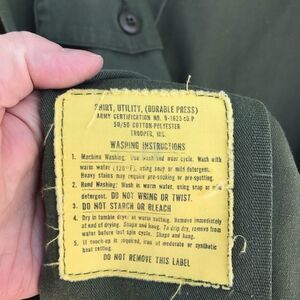 SHIRT, UTILITY, (DURABLE PRESS)
ARMY CERTIFICATION NO.
50/50 COTTON-POLYESTER
TROOPER, INC.
WASHING INSTRUCTIONS
1. Machine Washing: Use wash and wear cycle. Wash with
warm water (120°F), using soap or mild detergent.
Heavy stains may require pre-soaking or pre-spotting.
2. Hand Washing: Wash in warm water, using soap or mild
detergent. DO NOT WRING OR TWIST.
3. DO NOT STARCH OR BLEACH
4. Dry in tumble dryer at warm setting. Remove immediately
at end of drying. Shape and hang. To drip dry, remove from
water before last spin cycle. Shape and hang.
5. If touch-up is required, iron at moderate or synthetic
heat setting.
DO NOT REMOVE THIS LABEL